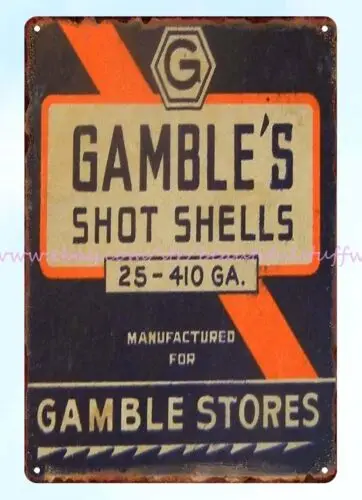 G
GAMBLE'S
SHOT SHELLS
25-410 GA.
MANUFACTURED
FOR
GAMBLE STORES